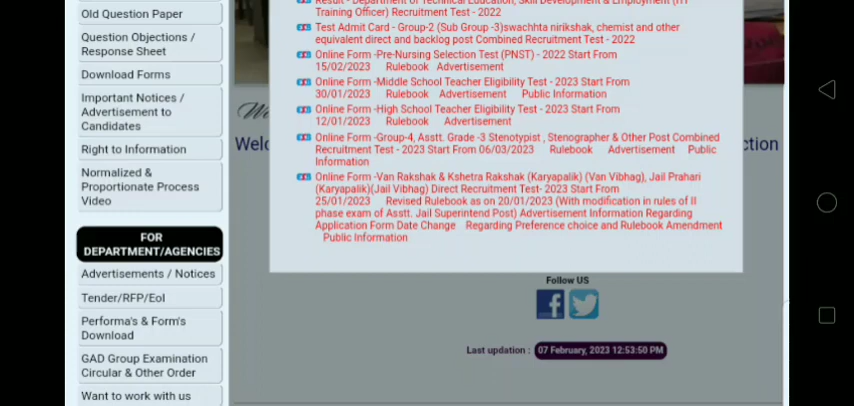 Old Question Paper
Question Objections /
Response Sheet
Download Forms
Important Notices /
Advertisement to
Candidates
Right to Information
Normalized &
Proportionate Process
Video
FOR
DEPARTMENT/AGENCIES
Advertisements / Notices
Tender/RFP/EoI
Performa's & Form's
Download
GAD Group Examination
Circular & Other Order
Want to work with us
Result - Department of Technical Education, Skill Development & Employment (ITI
Training Officer) Recruitment Test - 2022
Test Admit Card - Group-2 (Sub Group -3)swachhta nirikshak, chemist and other
equivalent direct and backlog post Combined Recruitment Test - 2022
Online Form -Pre-Nursing Selection Test (PNST) - 2022 Start From
15/02/2023 Rulebook Advertisement
Online Form -Middle School Teacher Eligibility Test - 2023 Start From
30/01/2023 Rulebook Advertisement Public Information
Online Form -High School Teacher Eligibility Test - 2023 Start From
12/01/2023 Rulebook Advertisement
Online Form -Group-4, Asstt. Grade -3 Stenotypist , Stenographer & Other Post Combined
Recruitment Test - 2023 Start From 06/03/2023 Rulebook Advertisement Public
Information
Online Form -Van Rakshak & Kshetra Rakshak (Karyapalik) (Van Vibhag), Jail Prahari
(Karyapalik)(Jail Vibhag) Direct Recruitment Test- 2023 Start From
25/01/2023 Revised Rulebook as on 20/01/2023 (With modification in rules of II
phase exam of Asstt. Jail Superintend Post) Advertisement Information Regarding
Application Form Date Change Regarding Preference choice and Rulebook Amendment
Public Information
Follow US
Last updation : 07 February, 2023 12:53:50 PM